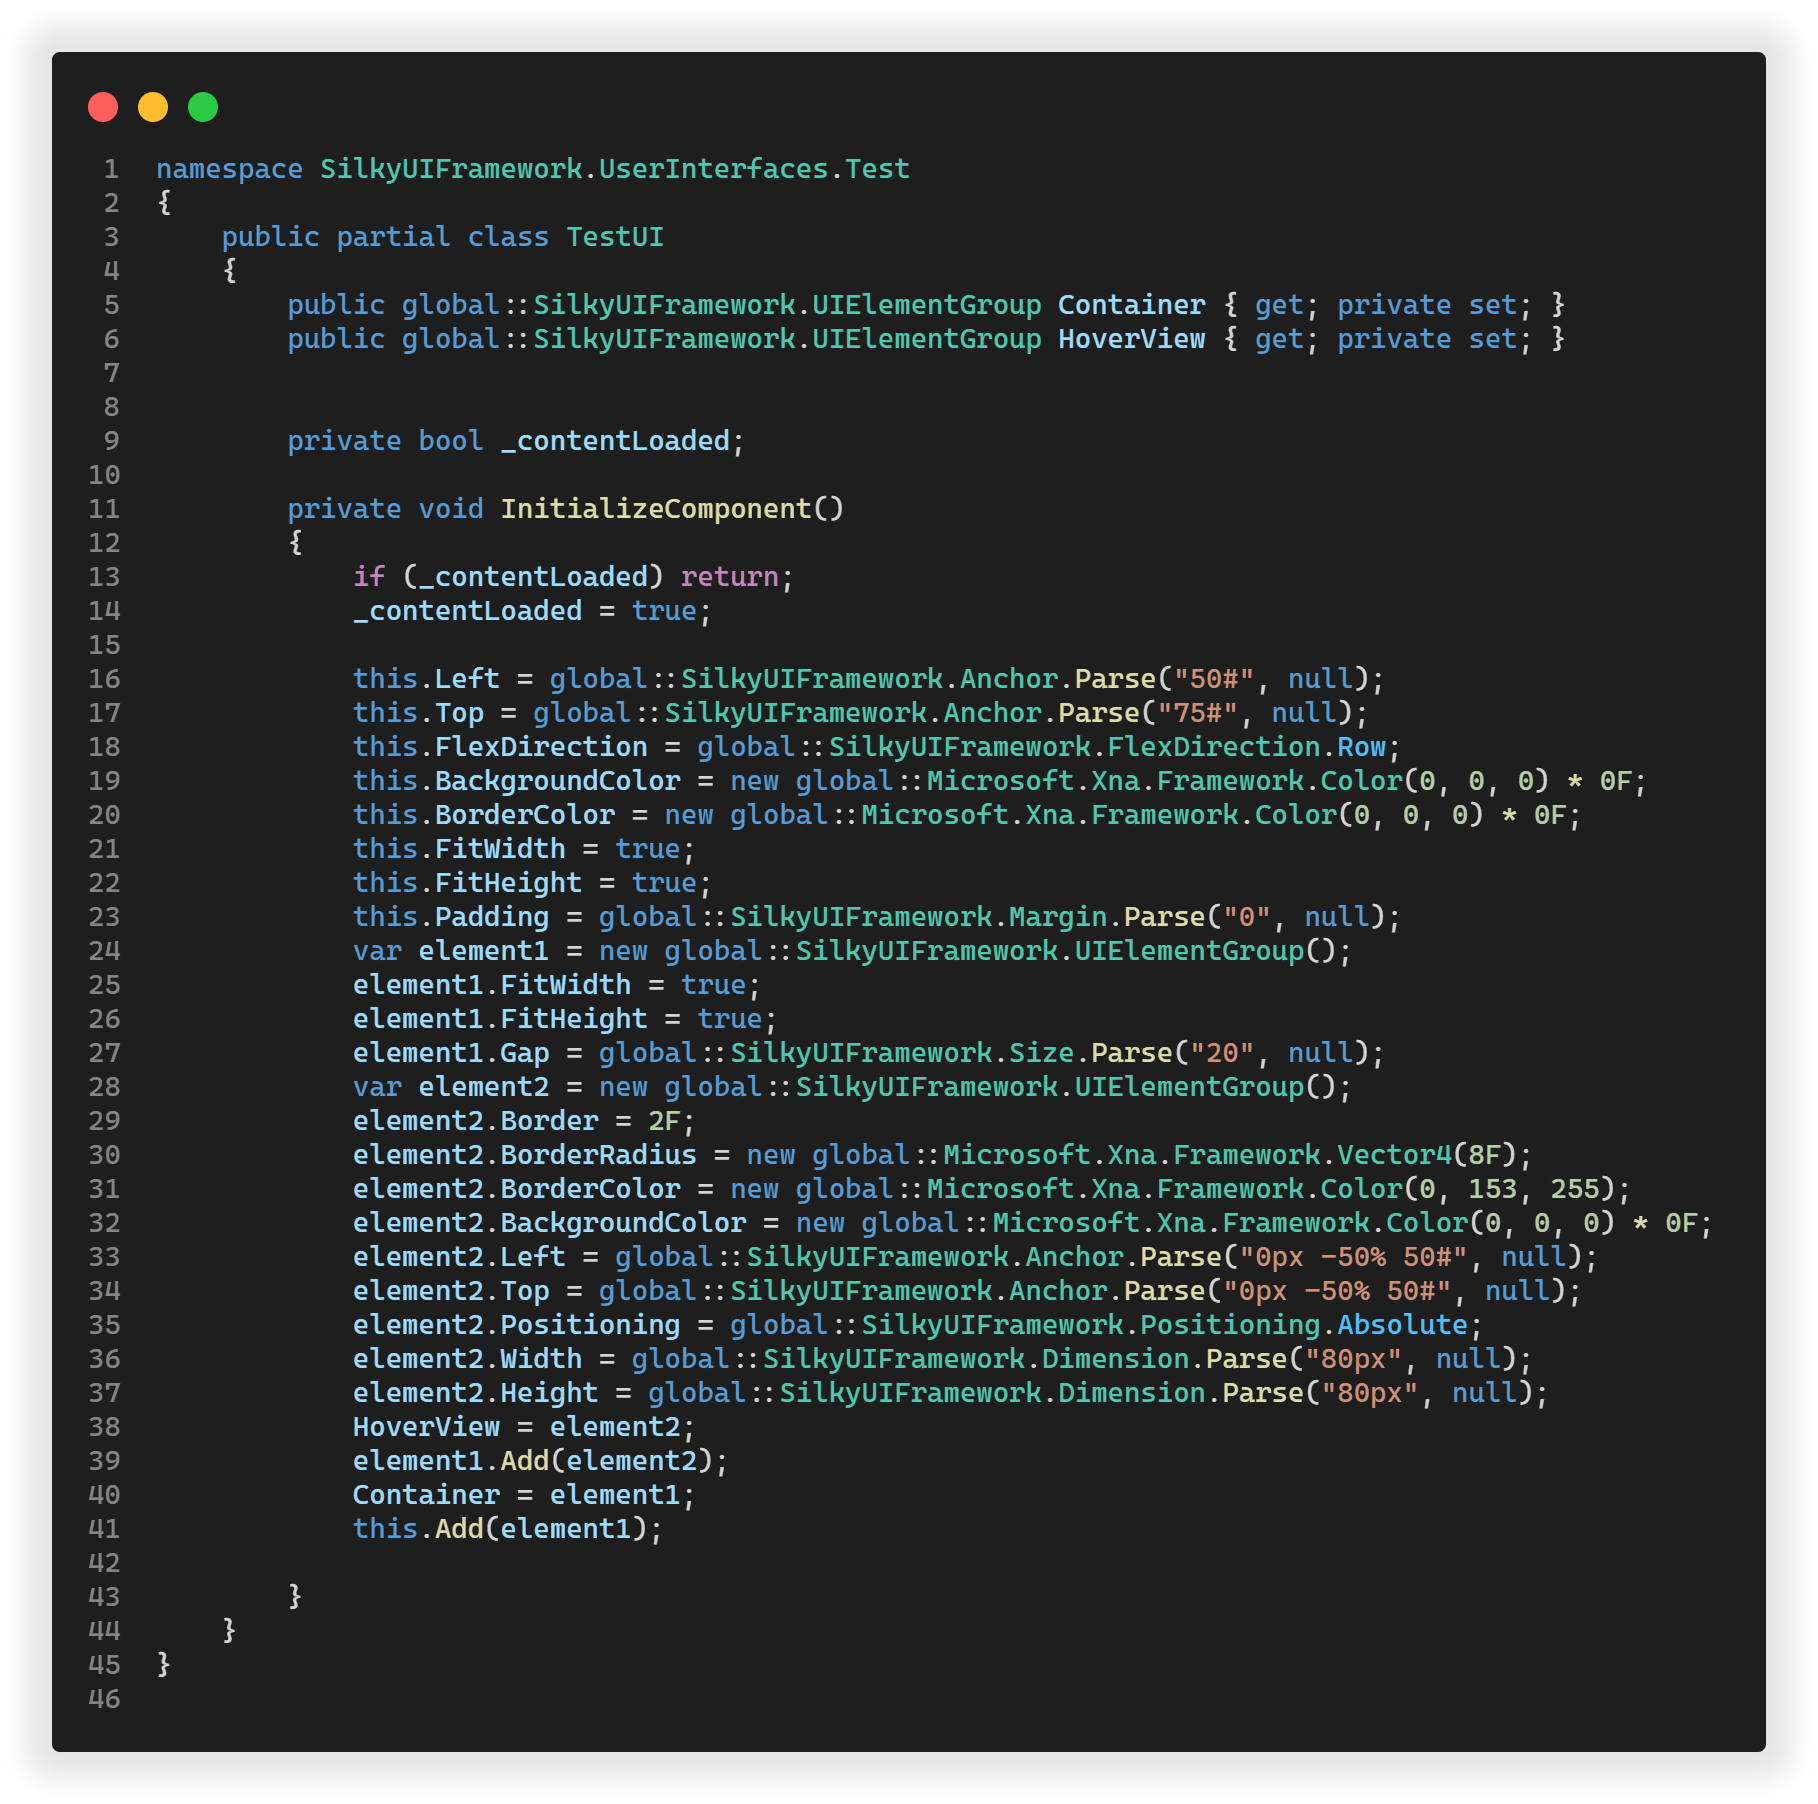 1 namespace SilkyUIFramework.UserInterfaces.Test
2 {
3     public partial class TestUI
4     {
5         public global::SilkyUIFramework.UIElementGroup Container { get; private set; }
6         public global::SilkyUIFramework.UIElementGroup HoverView { get; private set; }
7
8
9         private bool _contentLoaded;
10
11         private void InitializeComponent()
12         {
13             if (_contentLoaded) return;
14             _contentLoaded = true;
15
16             this.Left = global::SilkyUIFramework.Anchor.Parse("50#", null);
17             this.Top = global::SilkyUIFramework.Anchor.Parse("75#", null);
18             this.FlexDirection = global::SilkyUIFramework.FlexDirection.Row;
19             this.BackgroundColor = new global::Microsoft.Xna.Framework.Color(0, 0, 0) * 0F;
20             this.BorderColor = new global::Microsoft.Xna.Framework.Color(0, 0, 0) * 0F;
21             this.FitWidth = true;
22             this.FitHeight = true;
23             this.Padding = global::SilkyUIFramework.Margin.Parse("0", null);
24             var element1 = new global::SilkyUIFramework.UIElementGroup();
25             element1.FitWidth = true;
26             element1.FitHeight = true;
27             element1.Gap = global::SilkyUIFramework.Size.Parse("20", null);
28             var element2 = new global::SilkyUIFramework.UIElementGroup();
29             element2.Border = 2F;
30             element2.BorderRadius = new global::Microsoft.Xna.Framework.Vector4(8F);
31             element2.BorderColor = new global::Microsoft.Xna.Framework.Color(0, 153, 255);
32             element2.BackgroundColor = new global::Microsoft.Xna.Framework.Color(0, 0, 0) * 0F;
33             element2.Left = global::SilkyUIFramework.Anchor.Parse("0px -50% 50#", null);
34             element2.Top = global::SilkyUIFramework.Anchor.Parse("0px -50% 50#", null);
35             element2.Positioning = global::SilkyUIFramework.Positioning.Absolute;
36             element2.Width = global::SilkyUIFramework.Dimension.Parse("80px", null);
37             element2.Height = global::SilkyUIFramework.Dimension.Parse("80px", null);
38             HoverView = element2;
39             element1.Add(element2);
40             Container = element1;
41             this.Add(element1);
42
43         }
44     }
45 }
46